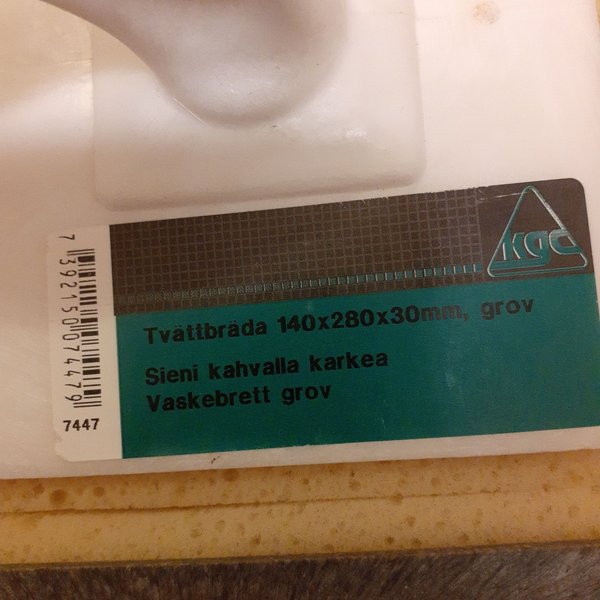 kgc
Tvättbräda 140x280x30mm, grov
Sieni kahvalla karkea
Vaskebrett grov
7 392150 074479
7447